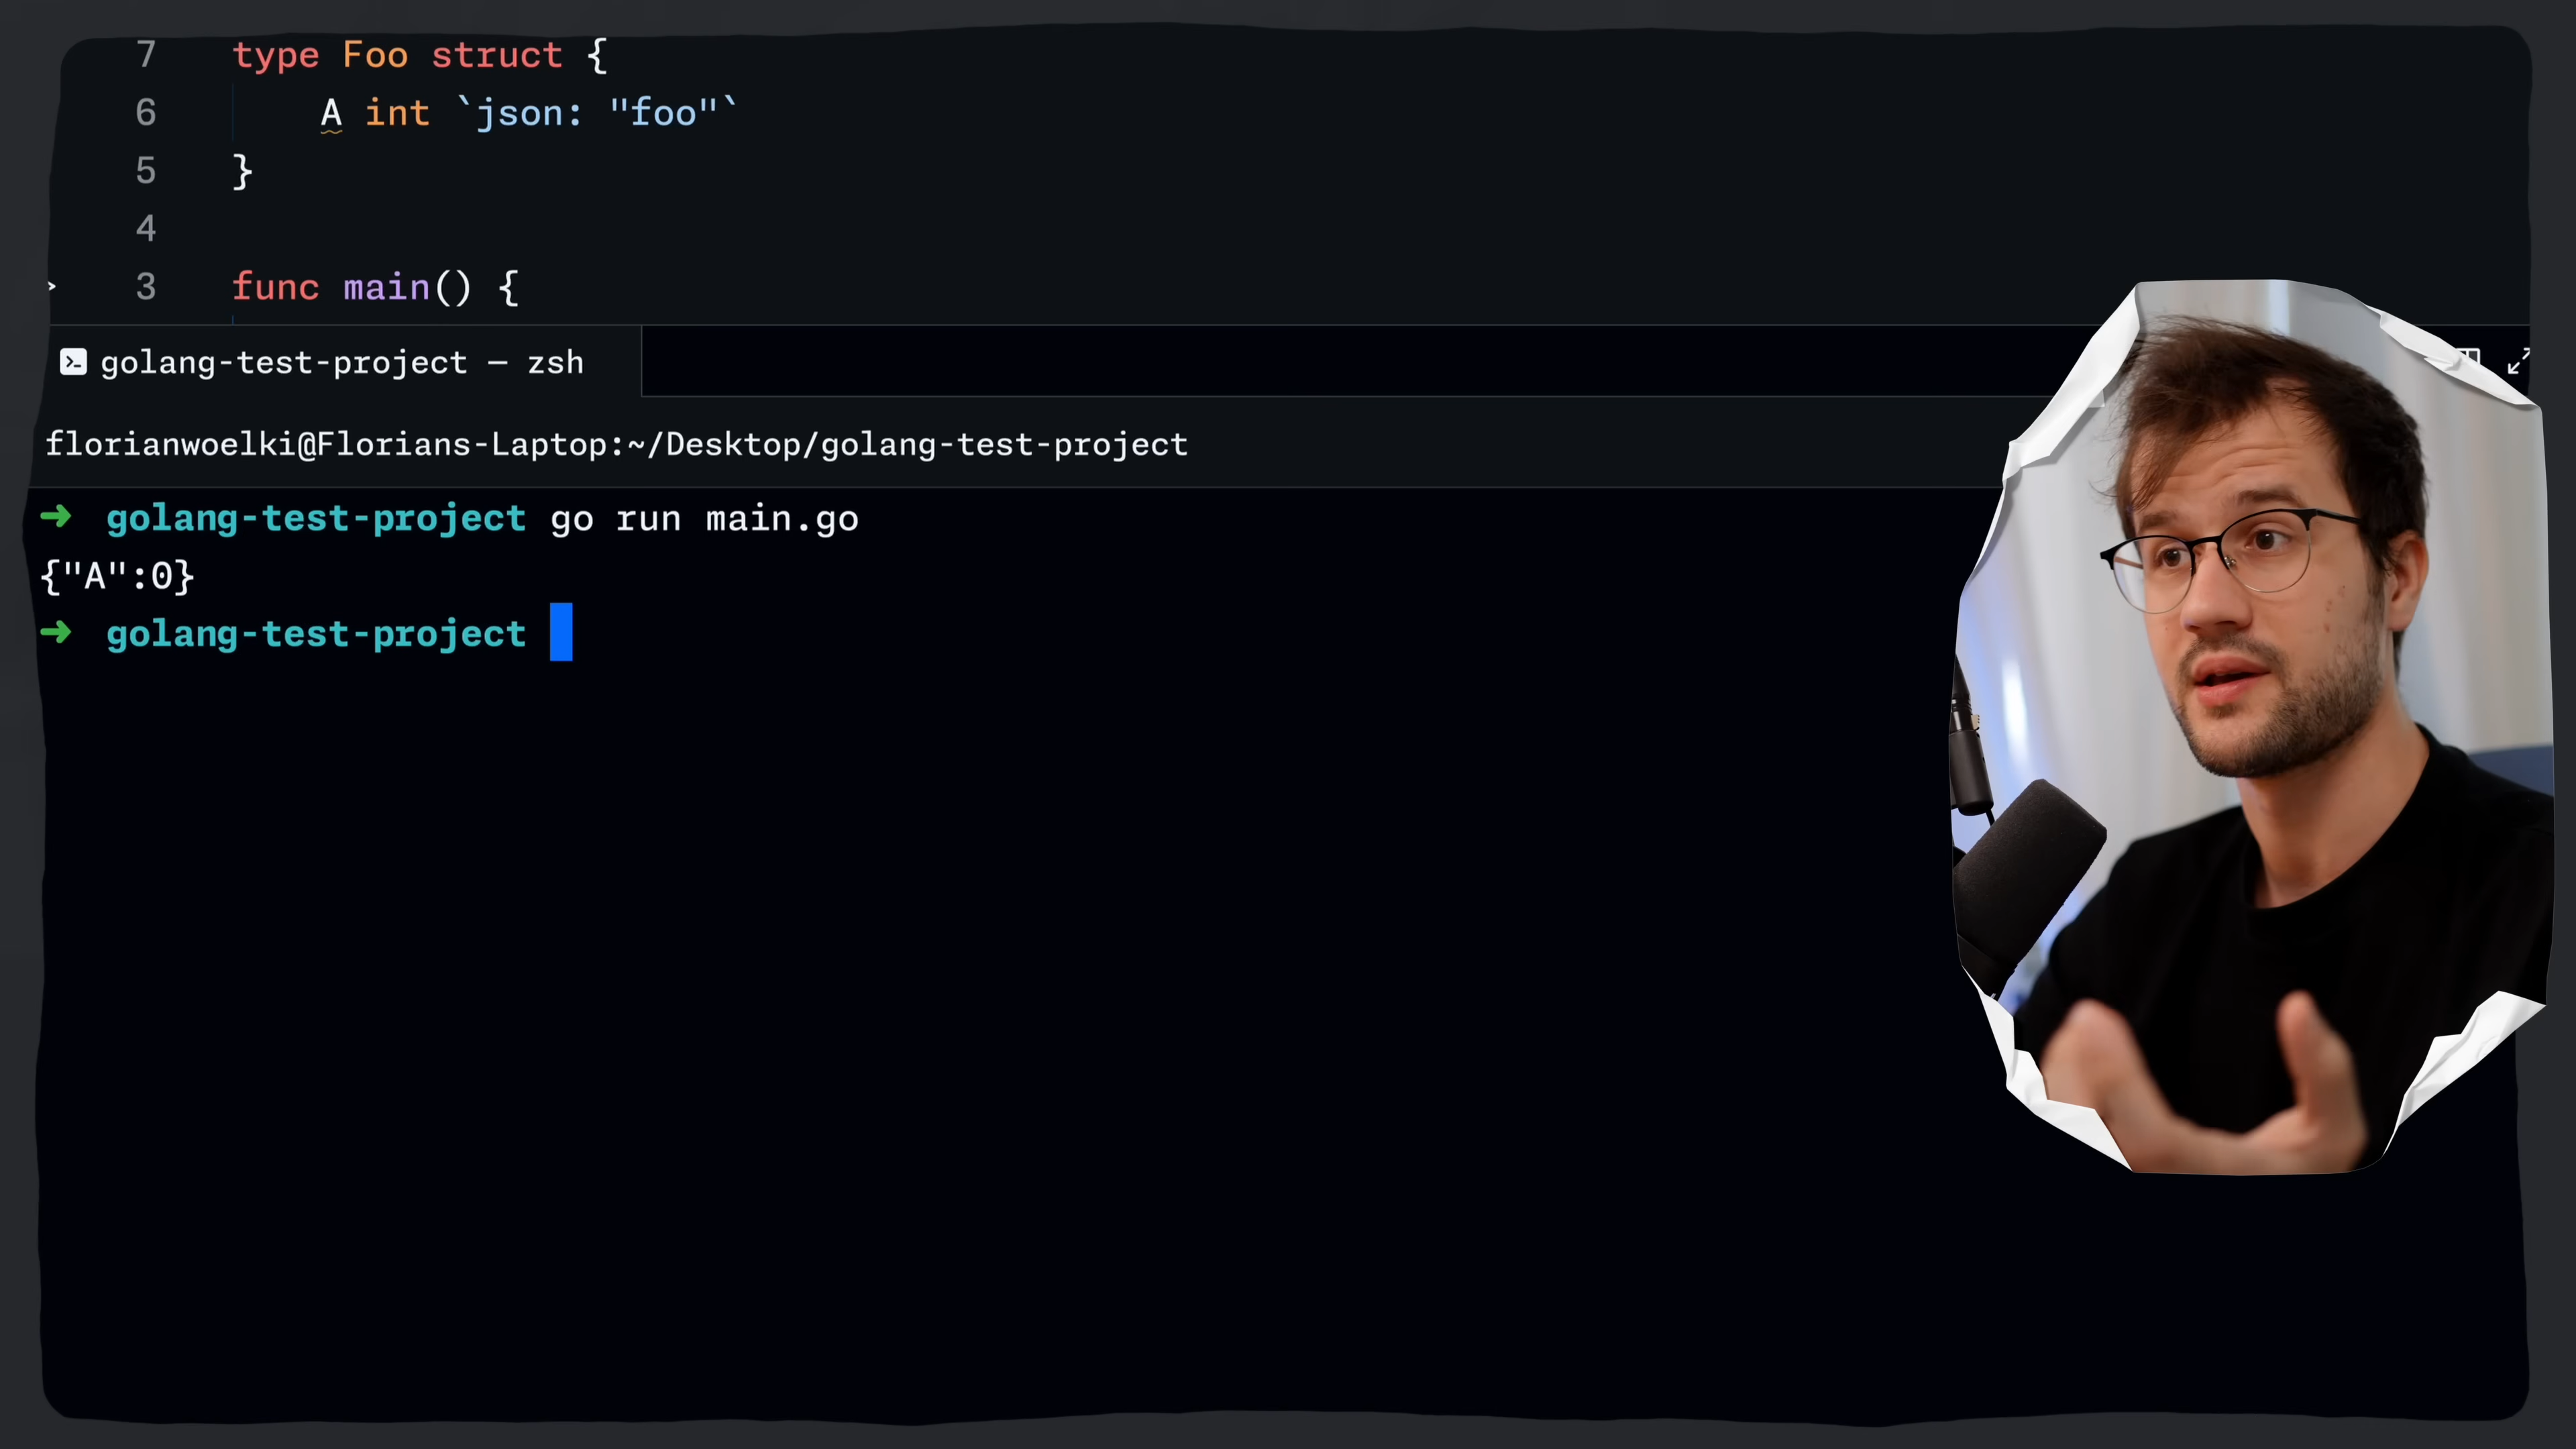 7 type Foo struct {
6 A int `json: "foo"`
5 }
4
> 3 func main() {
golang-test-project — zsh
florianwoelki@Florians-Laptop:~/Desktop/golang-test-project
➜ golang-test-project go run main.go
{"A":0}
➜ golang-test-project